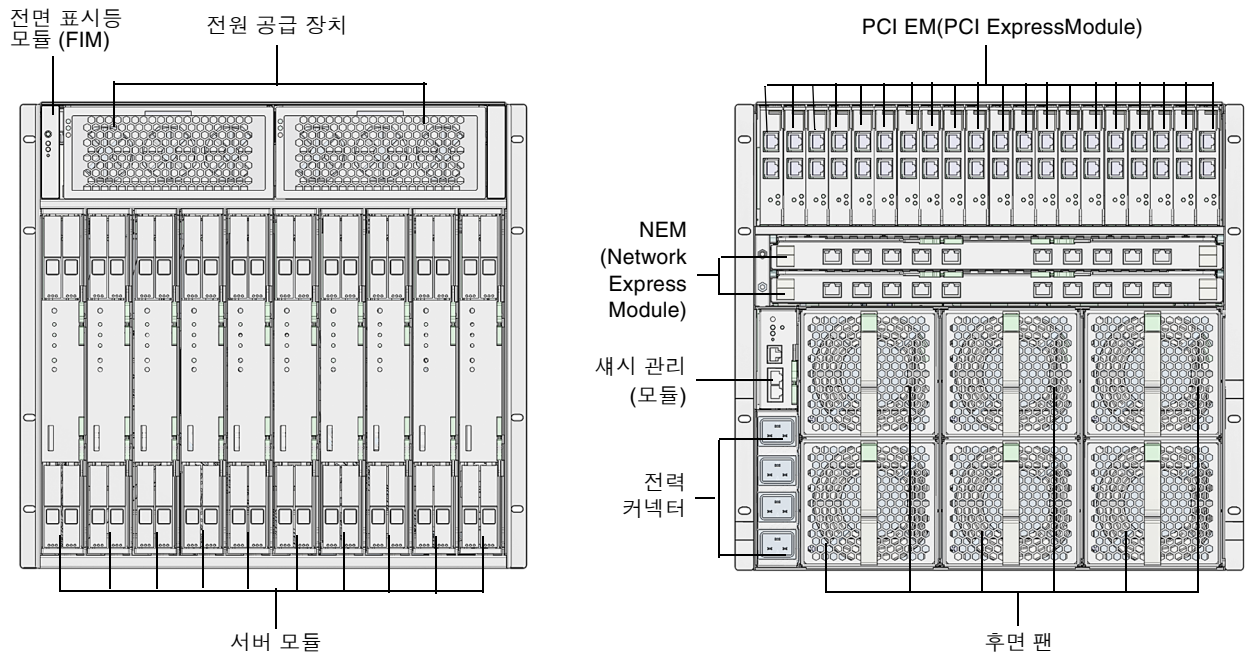 전면 표시등
모듈 (FIM)
전원 공급 장치
서버 모듈
PCI EM(PCI ExpressModule)
NEM
(Network
Express
Module)
섀시 관리
(모듈)
전력
커넥터
후면 팬